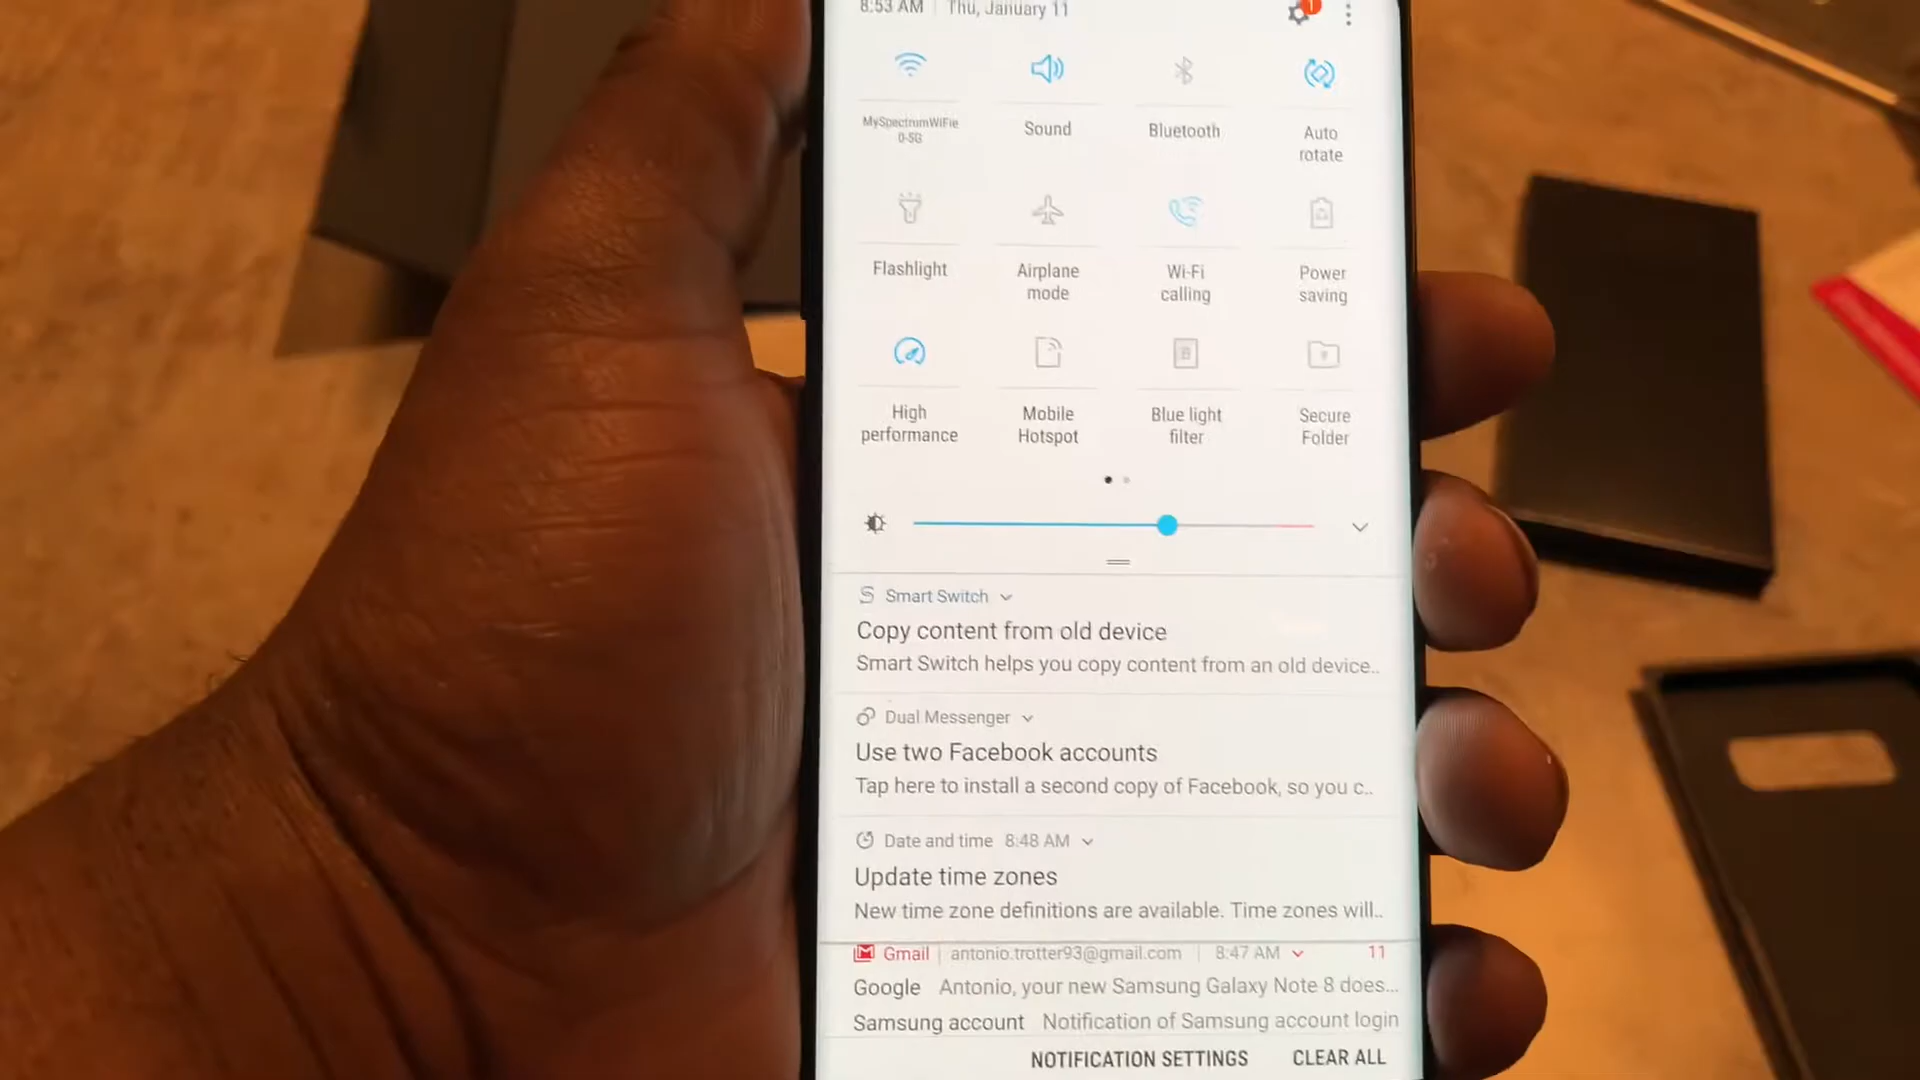 8:53 AM | Thu, January 11
1
MySpectrumWiFie
0-5G
Sound
Bluetooth
Auto
rotate
Flashlight
Airplane
mode
Wi-Fi
calling
Power
saving
High
performance
Mobile
Hotspot
Blue light
filter
Secure
Folder
Smart Switch
Copy content from old device
Smart Switch helps you copy content from an old device..
Dual Messenger
Use two Facebook accounts
Tap here to install a second copy of Facebook, so you c..
Date and time 8:48 AM
Update time zones
New time zone definitions are available. Time zones will..
Gmail | antonio.trotter93@gmail.com | 8:47 AM 11
Google Antonio, your new Samsung Galaxy Note 8 does...
Samsung account Notification of Samsung account login
NOTIFICATION SETTINGS CLEAR ALL